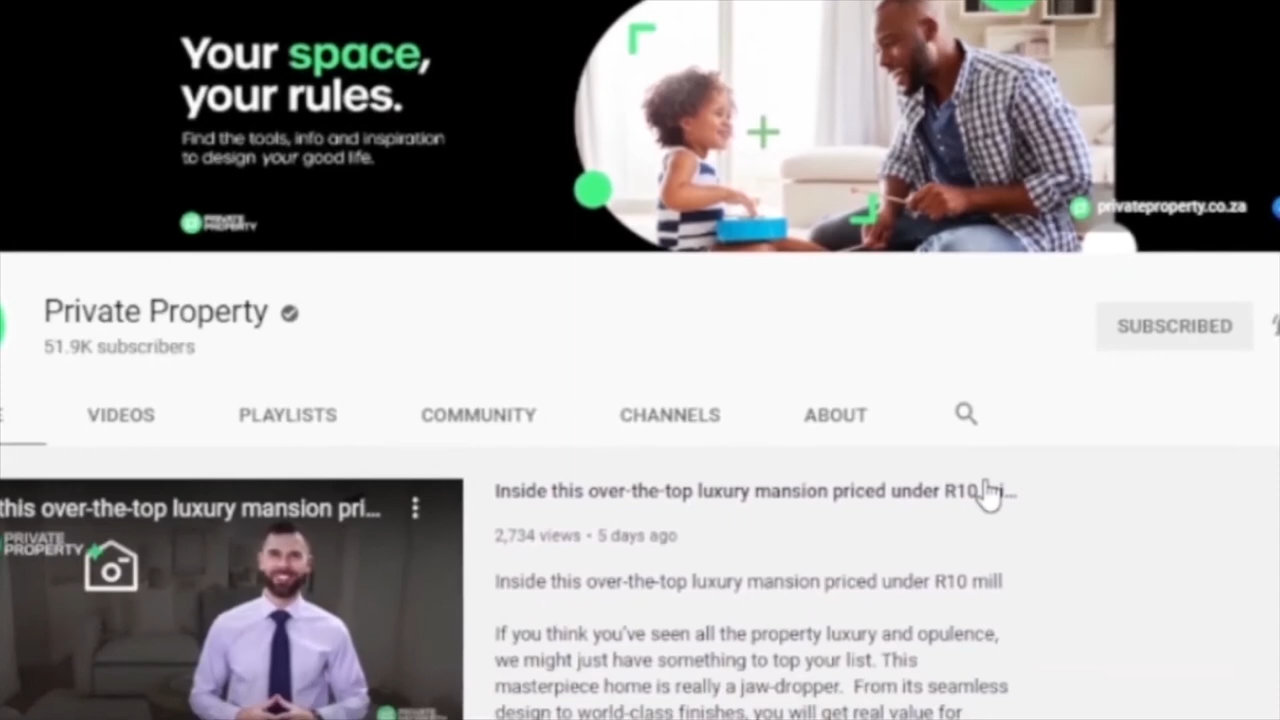 Your space,
your rules.
Find the tools, info and inspiration
to design your good life.
PRIVATE
PROPERTY
privateproperty.co.za
Private Property
51.9K subscribers
SUBSCRIBED
VIDEOS
PLAYLISTS
COMMUNITY
CHANNELS
ABOUT
this over-the-top luxury mansion pri...
PRIVATE
PROPERTY
PRIVATE
Inside this over-the-top luxury mansion priced under R10 mi...
2,734 views • 5 days ago
Inside this over-the-top luxury mansion priced under R10 mill
If you think you've seen all the property luxury and opulence,
we might just have something to top your list. This
masterpiece home is really a jaw-dropper. From its seamless
design to world-class finishes, you will get real value for